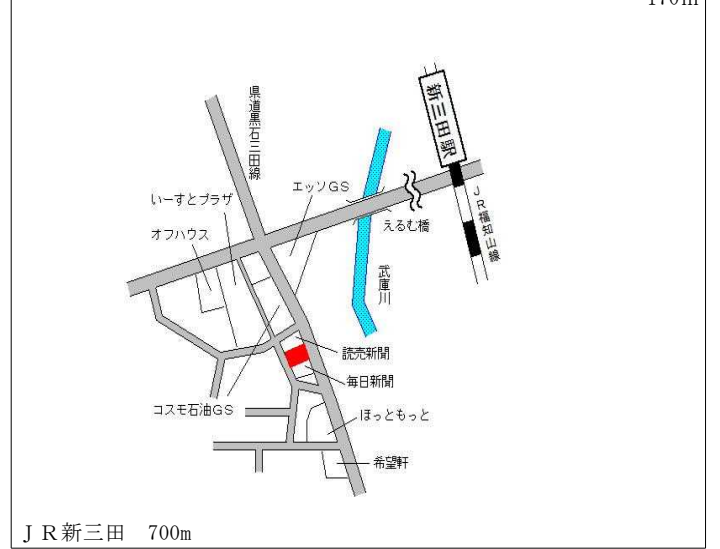 170m
新三田駅
県道黒石三田線
エッソGS
いーすとプラザ
オフハウス
えるむ橋
JR福知山線
武庫川
読売新聞
毎日新聞
コスモ石油GS
ほっともっと
希望軒
ＪＲ新三田　700m